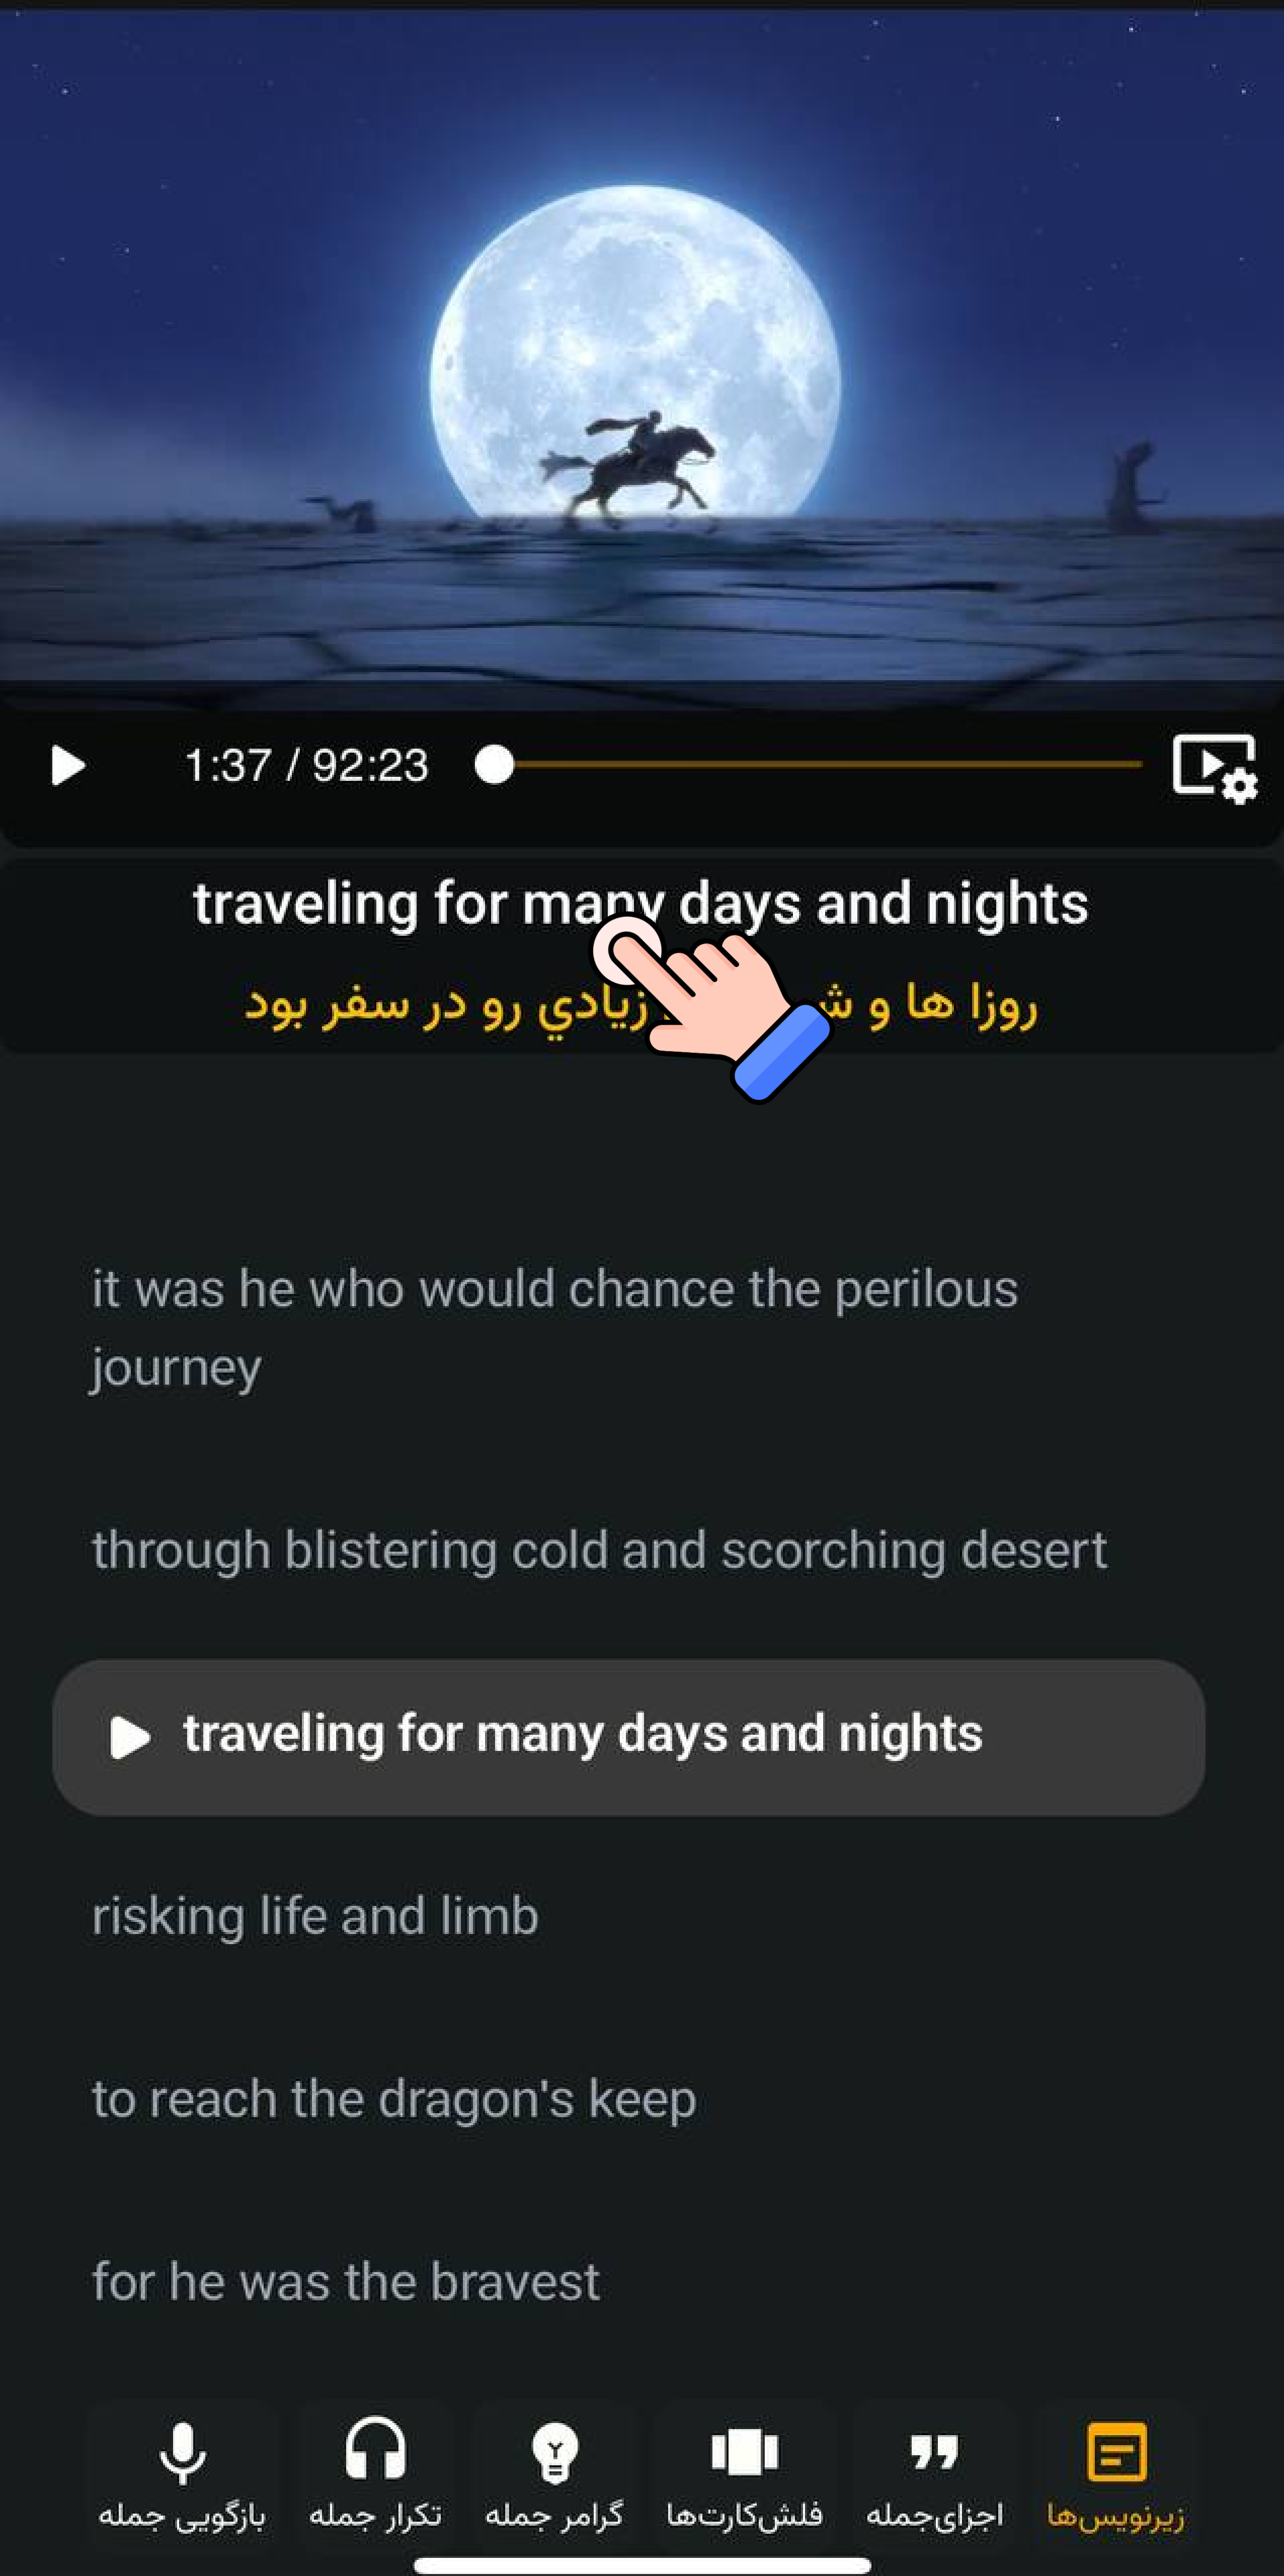 1:37 / 92:23
traveling for many days and nights
روزا ها و زيادي رو در سفر بود
it was he who would chance the perilous
journey
through blistering cold and scorching desert
traveling for many days and nights
risking life and limb
to reach the dragon's keep
for he was the bravest
زیرنویس‌ها
اجزای‌جمله
فلش‌کارت‌ها
گرامر جمله
تکرار جمله
بازگویی جمله